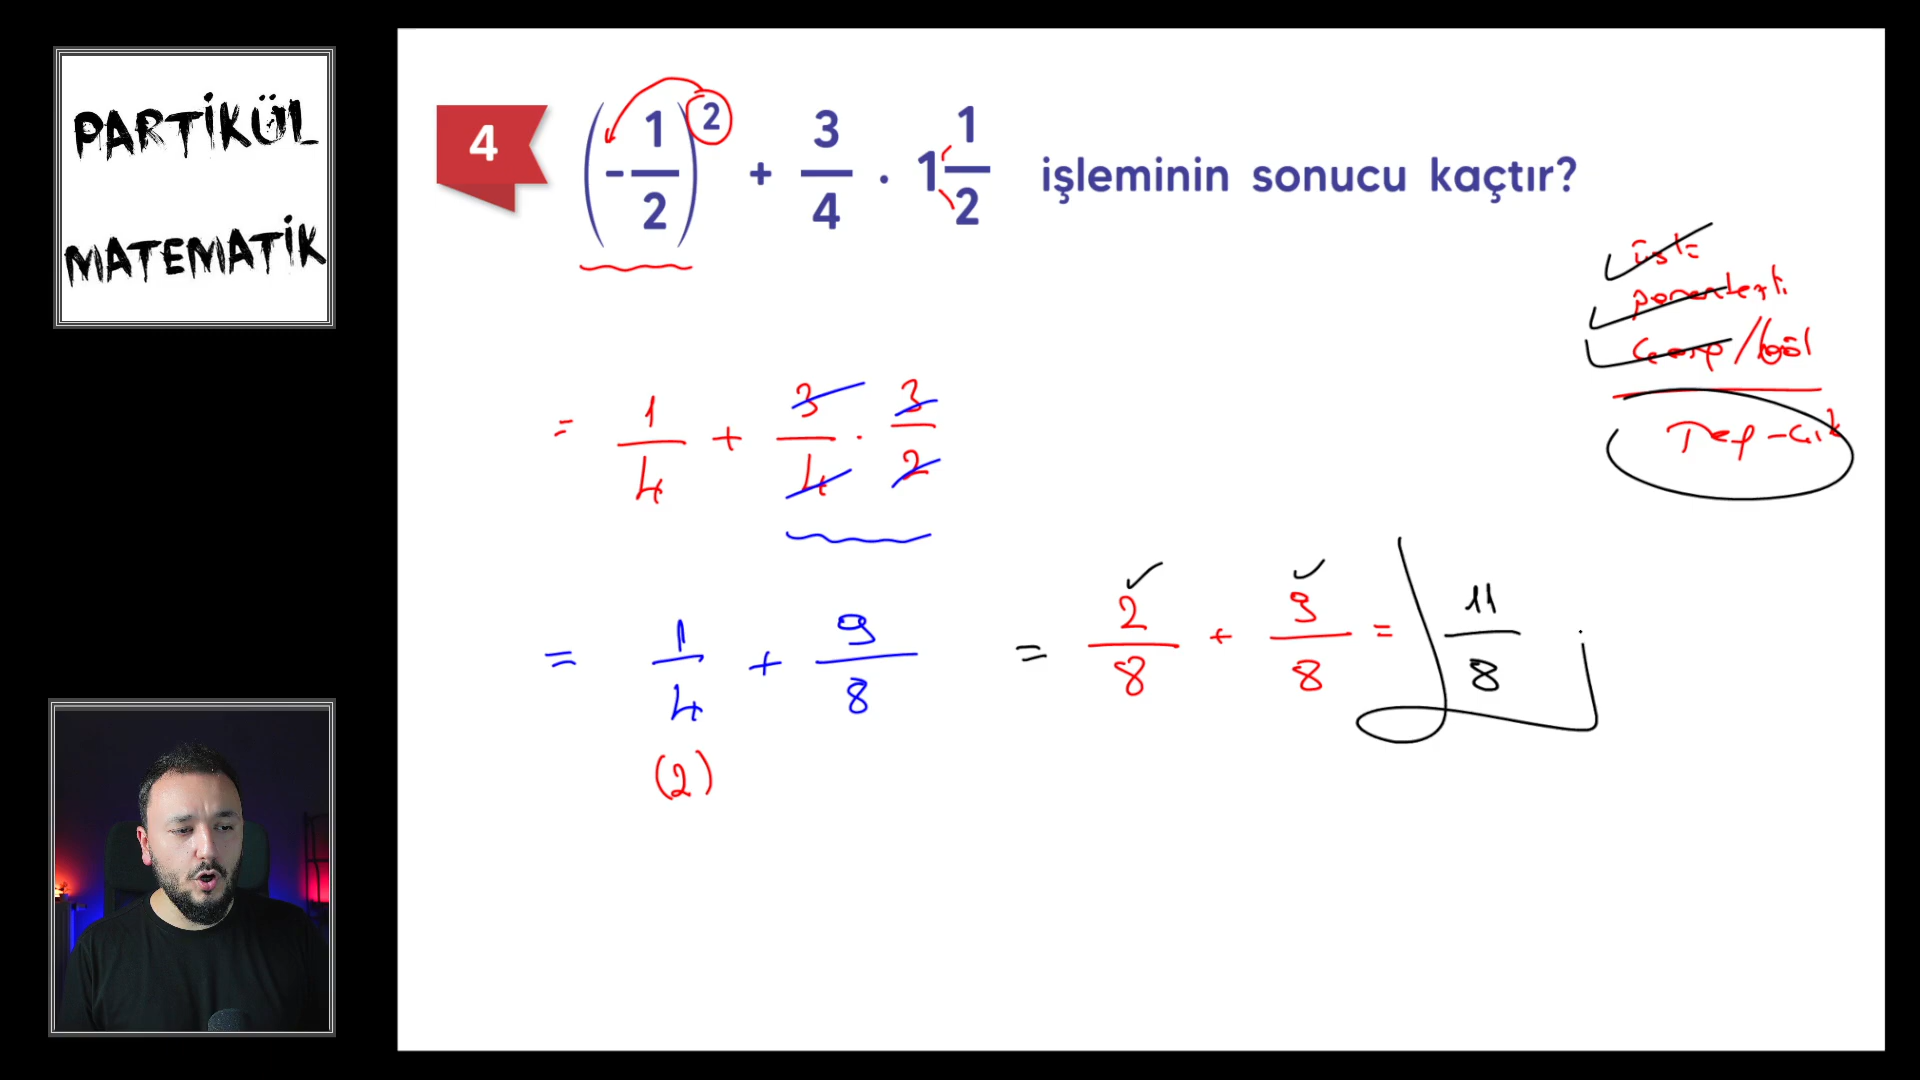 PARTİKÜL
MATEMATİK
4 (-1/2)^2 + 3/4 · 1 1/2 işleminin sonucu kaçtır?
üstü
parantezli
Çarp/böl
Top-Çık
= 1/4 + 3/4 · 3/2
= 1/4 + 9/8 = 2/8 + 9/8 = 11/8
(2)